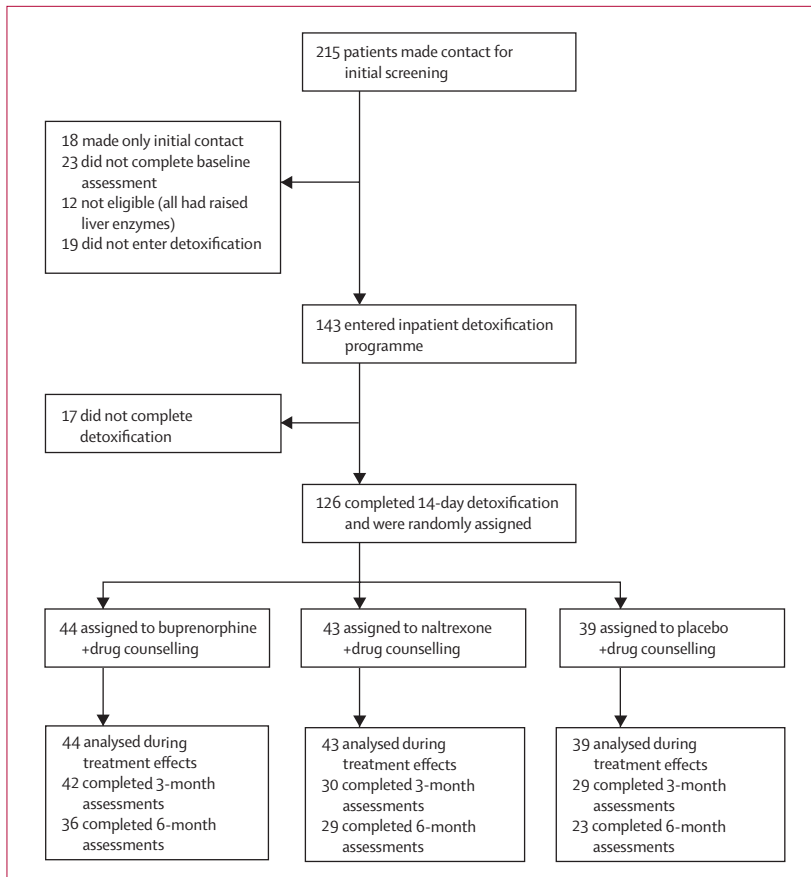 215 patients made contact for
initial screening
18 made only initial contact
23 did not complete baseline
assessment
12 not eligible (all had raised
liver enzymes)
19 did not enter detoxification
143 entered inpatient detoxification
programme
17 did not complete
detoxification
126 completed 14-day detoxification
and were randomly assigned
44 assigned to buprenorphine
+drug counselling
43 assigned to naltrexone
+drug counselling
39 assigned to placebo
+drug counselling
44 analysed during
treatment effects
42 completed 3-month
assessments
36 completed 6-month
assessments
43 analysed during
treatment effects
30 completed 3-month
assessments
29 completed 6-month
assessments
39 analysed during
treatment effects
29 completed 3-month
assessments
23 completed 6-month
assessments